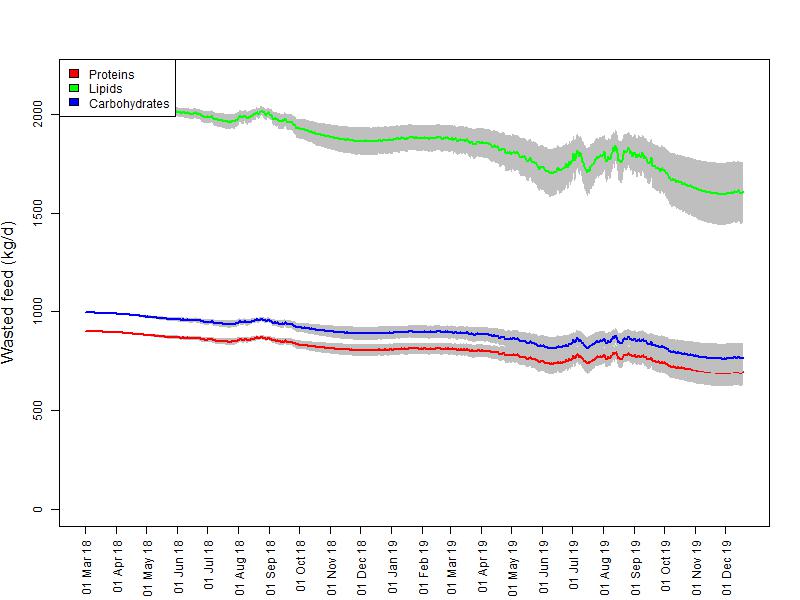 Proteins
Lipids
Carbohydrates
Wasted feed (kg/d)
2000
1500
1000
500
0
01 Mar 18
01 Apr 18
01 May 18
01 Jun 18
01 Jul 18
01 Aug 18
01 Sep 18
01 Oct 18
01 Nov 18
01 Dec 18
01 Jan 19
01 Feb 19
01 Mar 19
01 Apr 19
01 May 19
01 Jun 19
01 Jul 19
01 Aug 19
01 Sep 19
01 Oct 19
01 Nov 19
01 Dec 19